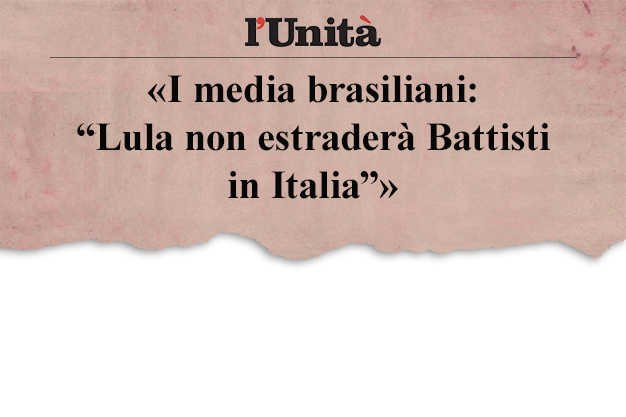 l'Unità
«I media brasiliani:
“Lula non estraderà Battisti
in Italia”»